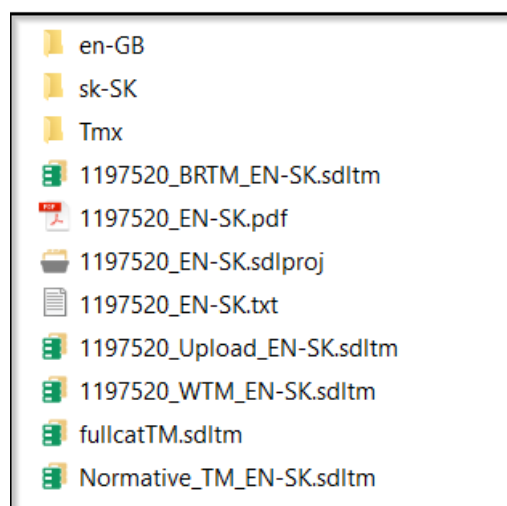 en-GB
sk-SK
Tmx
1197520_BRTM_EN-SK.sdltm
1197520_EN-SK.pdf
1197520_EN-SK.sdlproj
1197520_EN-SK.txt
1197520_Upload_EN-SK.sdltm
1197520_WTM_EN-SK.sdltm
fullcatTM.sdltm
Normative_TM_EN-SK.sdltm